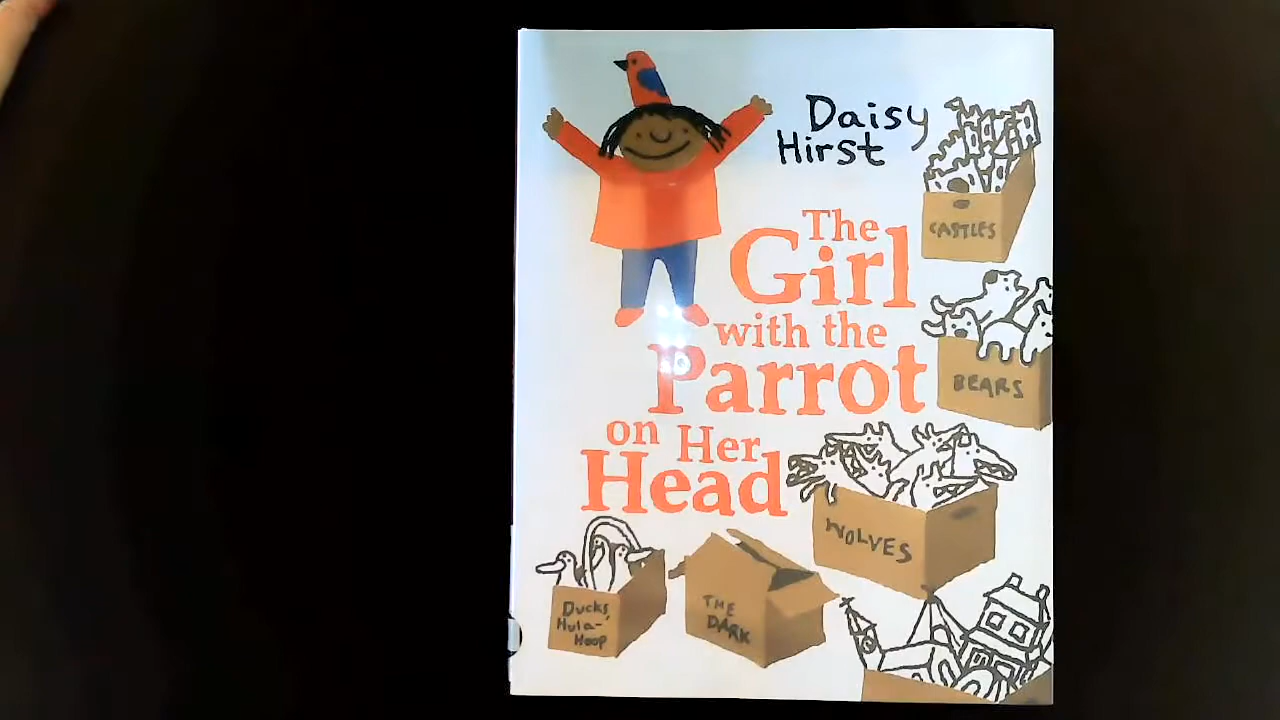 Daisy
Hirst
The
Girl
with the
Parrot
on Her
Head
CASTLES
BEARS
WOLVES
THE
DARK
Ducks,
Hula-
Hoop